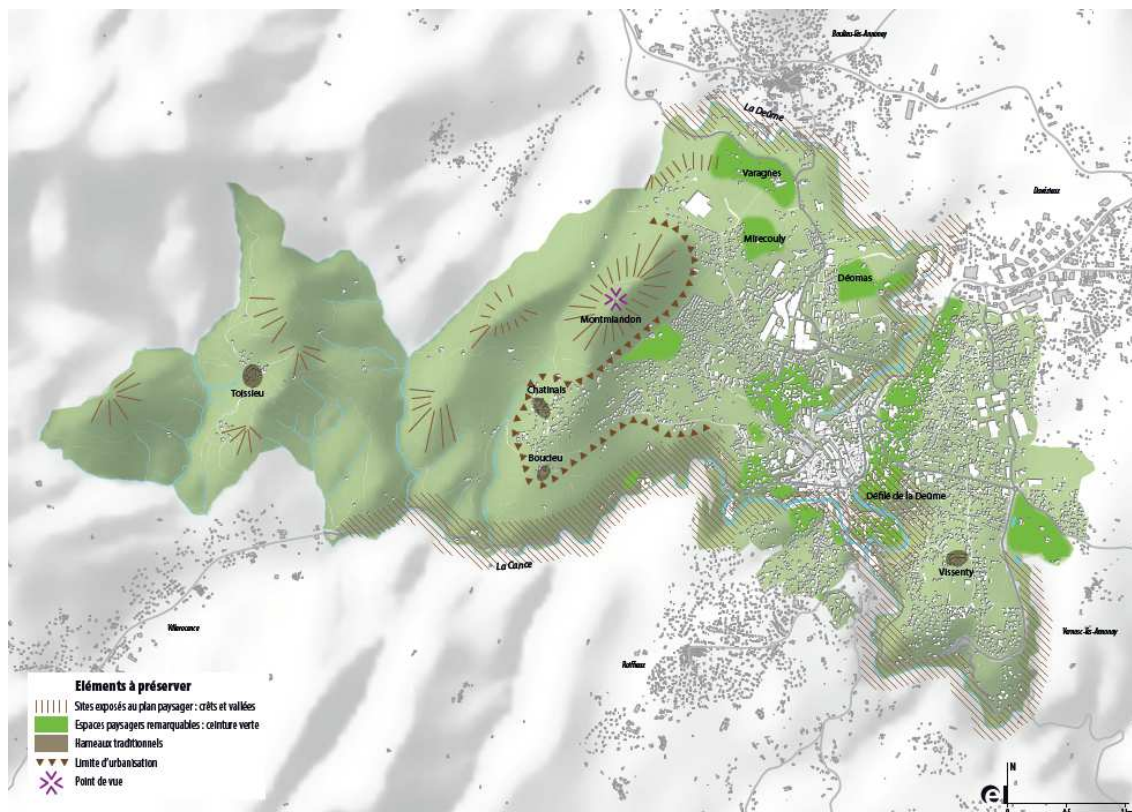 Boulieu-lès-Annonay
La Deûme
Varagnes
Davézieux
Mirecouly
Déomas
Montmiandon
Toissieu
Chatinais
Boucieu
Défilé de la Deûme
Vissenty
La Cance
Villevocance
Roiffieux
Vernosc-lès-Annonay
Eléments à préserver
Sites exposés au plan paysager : crêts et vallées
Espaces paysagers remarquables : ceinture verte
Hameaux traditionnels
Limite d'urbanisation
Point de vue
N